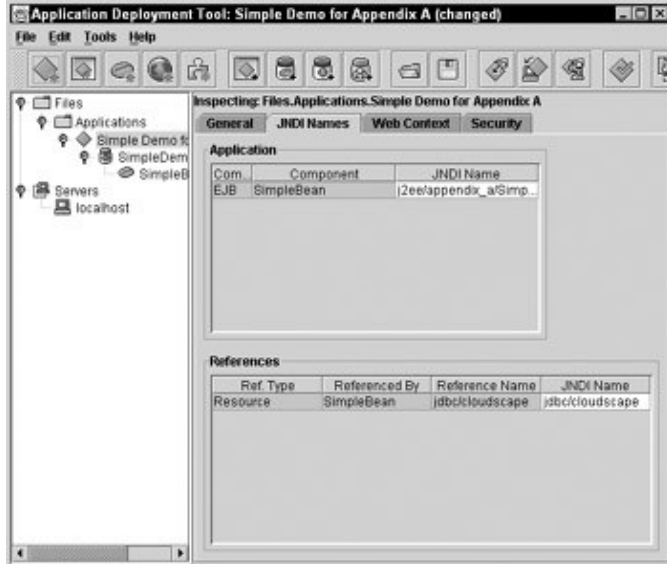 Application Deployment Tool: Simple Demo for Appendix A (changed)
File Edit Tools Help
Files
Applications
Simple Demo fo
SimpleDem
SimpleB
Servers
localhost
Inspecting: Files.Applications.Simple Demo for Appendix A
General JNDI Names Web Context Security
Application
Com... Component JNDI Name
EJB SimpleBean j2ee/appendix_a/Simp...
References
Ref. Type Referenced By Reference Name JNDI Name
Resource SimpleBean jdbc/cloudscape jdbc/cloudscape